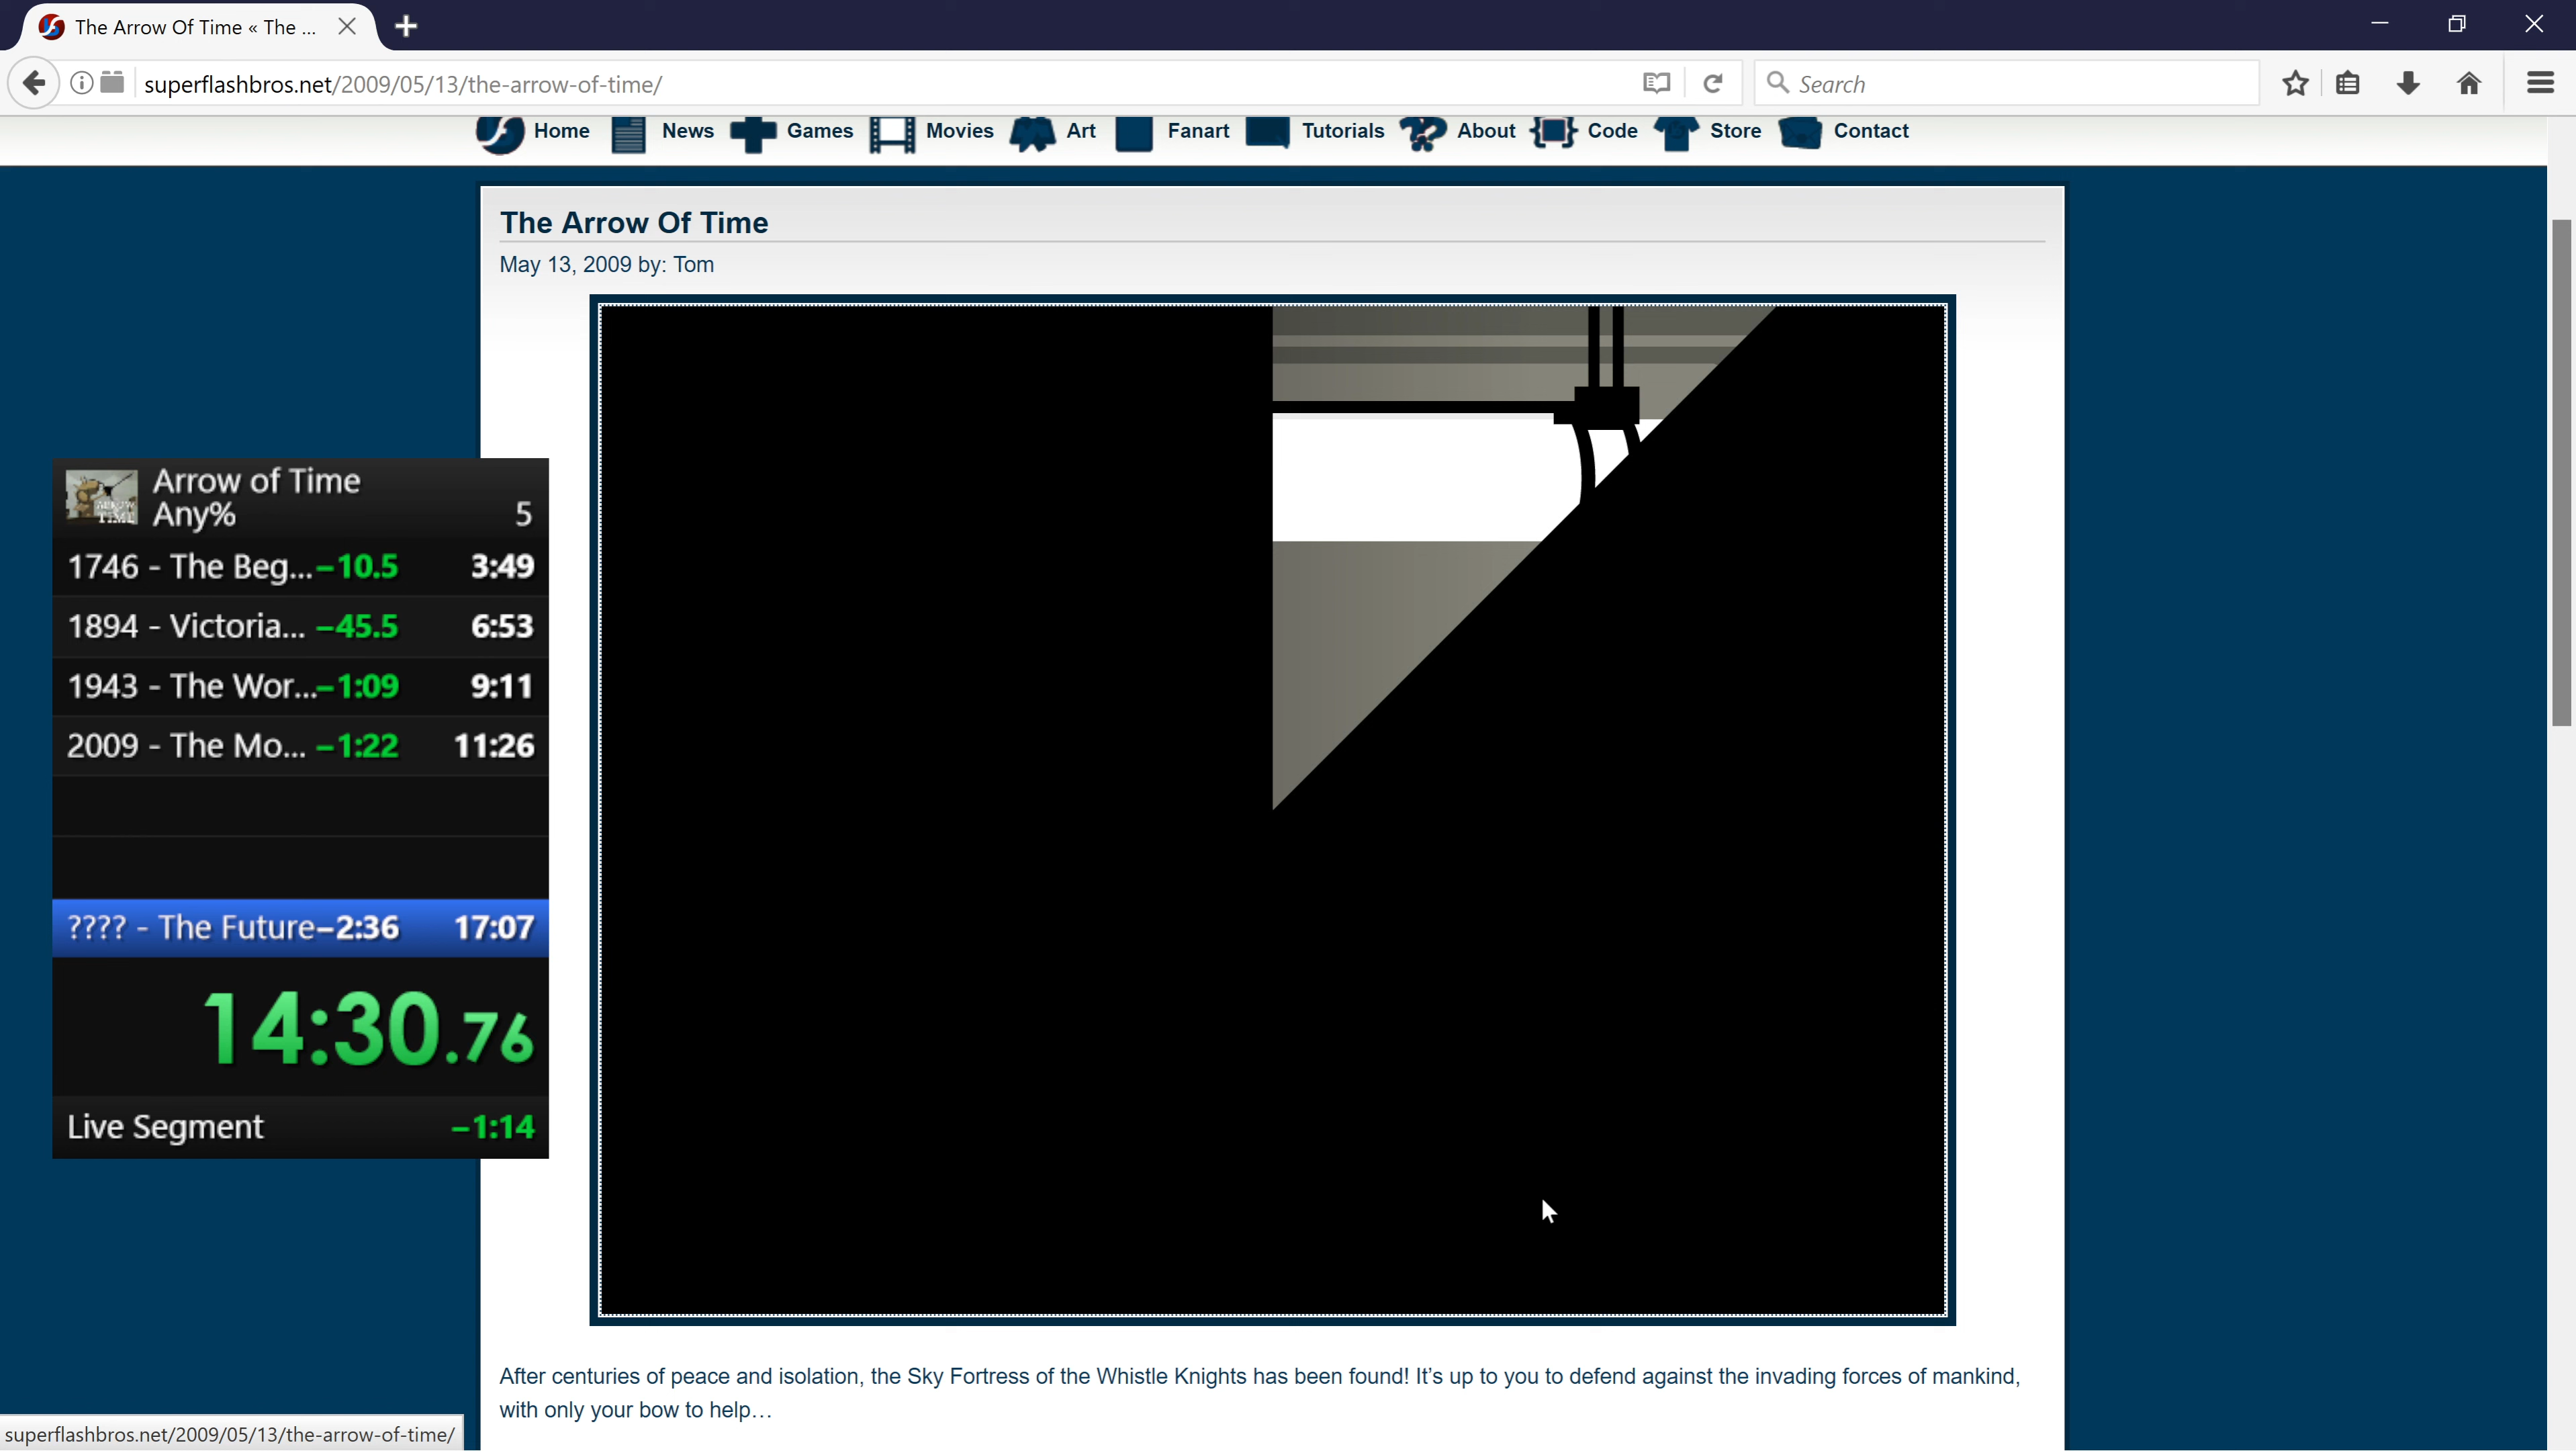 The Arrow Of Time « The ...
superflashbros.net/2009/05/13/the-arrow-of-time/
Search
Home News Games Movies Art Fanart Tutorials About Code Store Contact
The Arrow Of Time
May 13, 2009 by: Tom
Arrow of Time
Any% 5
1746 - The Beg... -10.5 3:49
1894 - Victoria... -45.5 6:53
1943 - The Wor... -1:09 9:11
2009 - The Mo... -1:22 11:26
???? - The Future -2:36 17:07
14:30.76
Live Segment -1:14
After centuries of peace and isolation, the Sky Fortress of the Whistle Knights has been found! It's up to you to defend against the invading forces of mankind,
with only your bow to help…
superflashbros.net/2009/05/13/the-arrow-of-time/